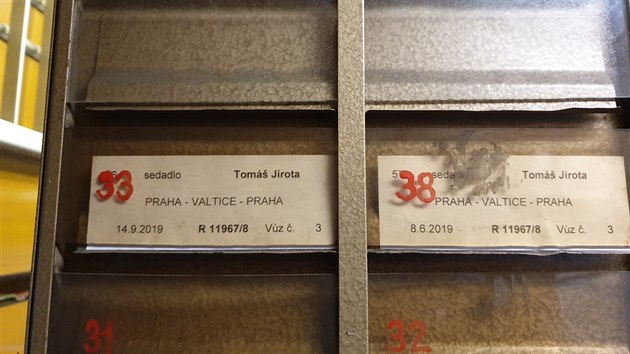 33 sedadlo Tomáš Jirota
PRAHA - VALTICE - PRAHA
14.9.2019 R 11967/8 Vůz č. 3
38 Tomáš Jirota
PRAHA - VALTICE - PRAHA
8.6.2019 R 11967/8 Vůz č. 3
31
32